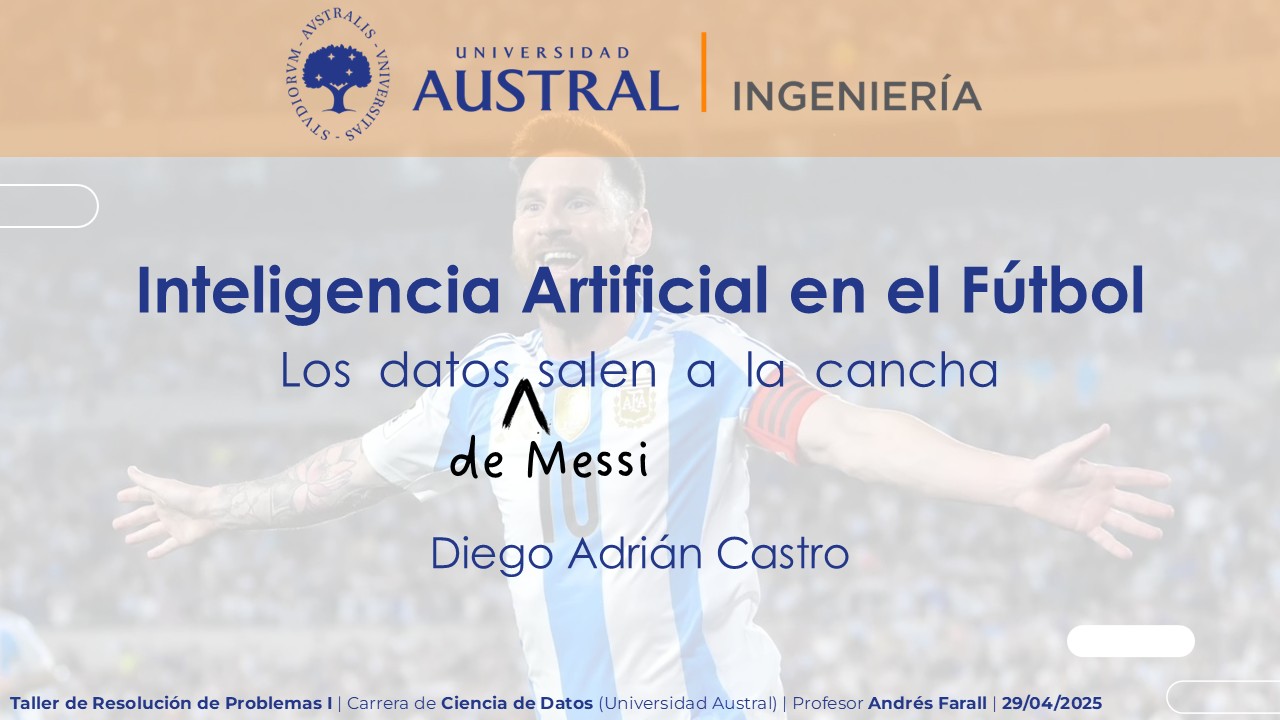 STVDIORVM - AVSTRALIS - VNIVERSITAS -
UNIVERSIDAD
AUSTRAL
INGENIERÍA
Inteligencia Artificial en el Fútbol
Los datos salen a la cancha
de Messi
AFA
10
Diego Adrián Castro
Taller de Resolución de Problemas I | Carrera de Ciencia de Datos (Universidad Austral) | Profesor Andrés Farall | 29/04/2025